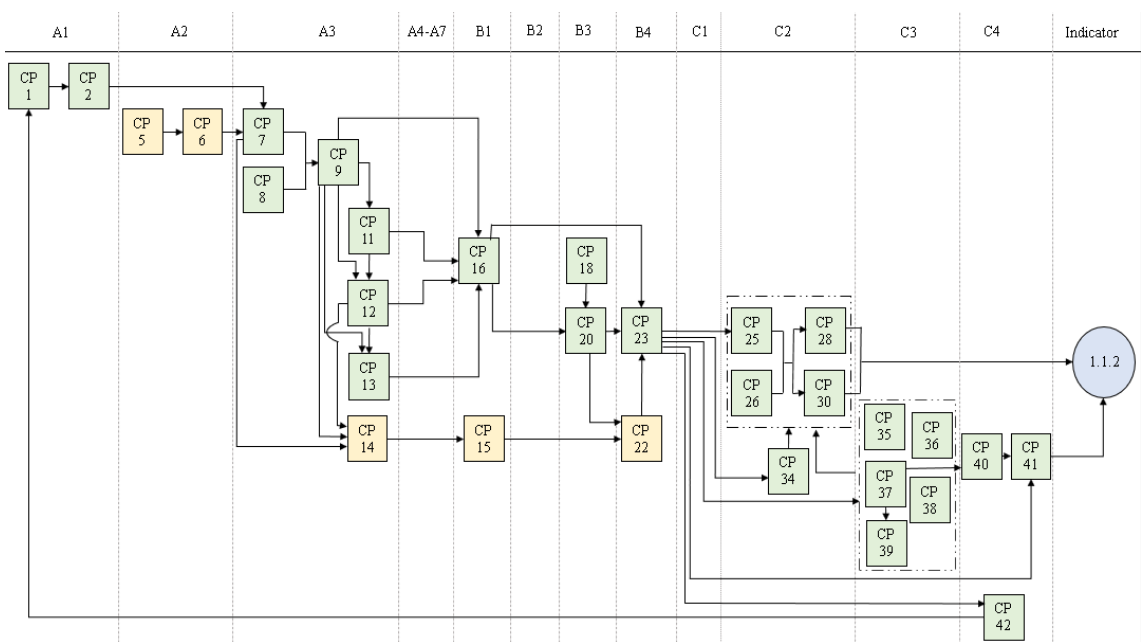 A1 A2 A3 A4-A7 B1 B2 B3 B4 C1 C2 C3 C4 Indicator
CP
1
CP
2
CP
5
CP
6
CP
7
CP
8
CP
9
CP
11
CP
12
CP
13
CP
14
CP
15
CP
16
CP
18
CP
20
CP
22
CP
23
CP
25
CP
26
CP
28
CP
30
CP
34
CP
35
CP
36
CP
37
CP
38
CP
39
CP
40
CP
41
CP
42
1.1.2